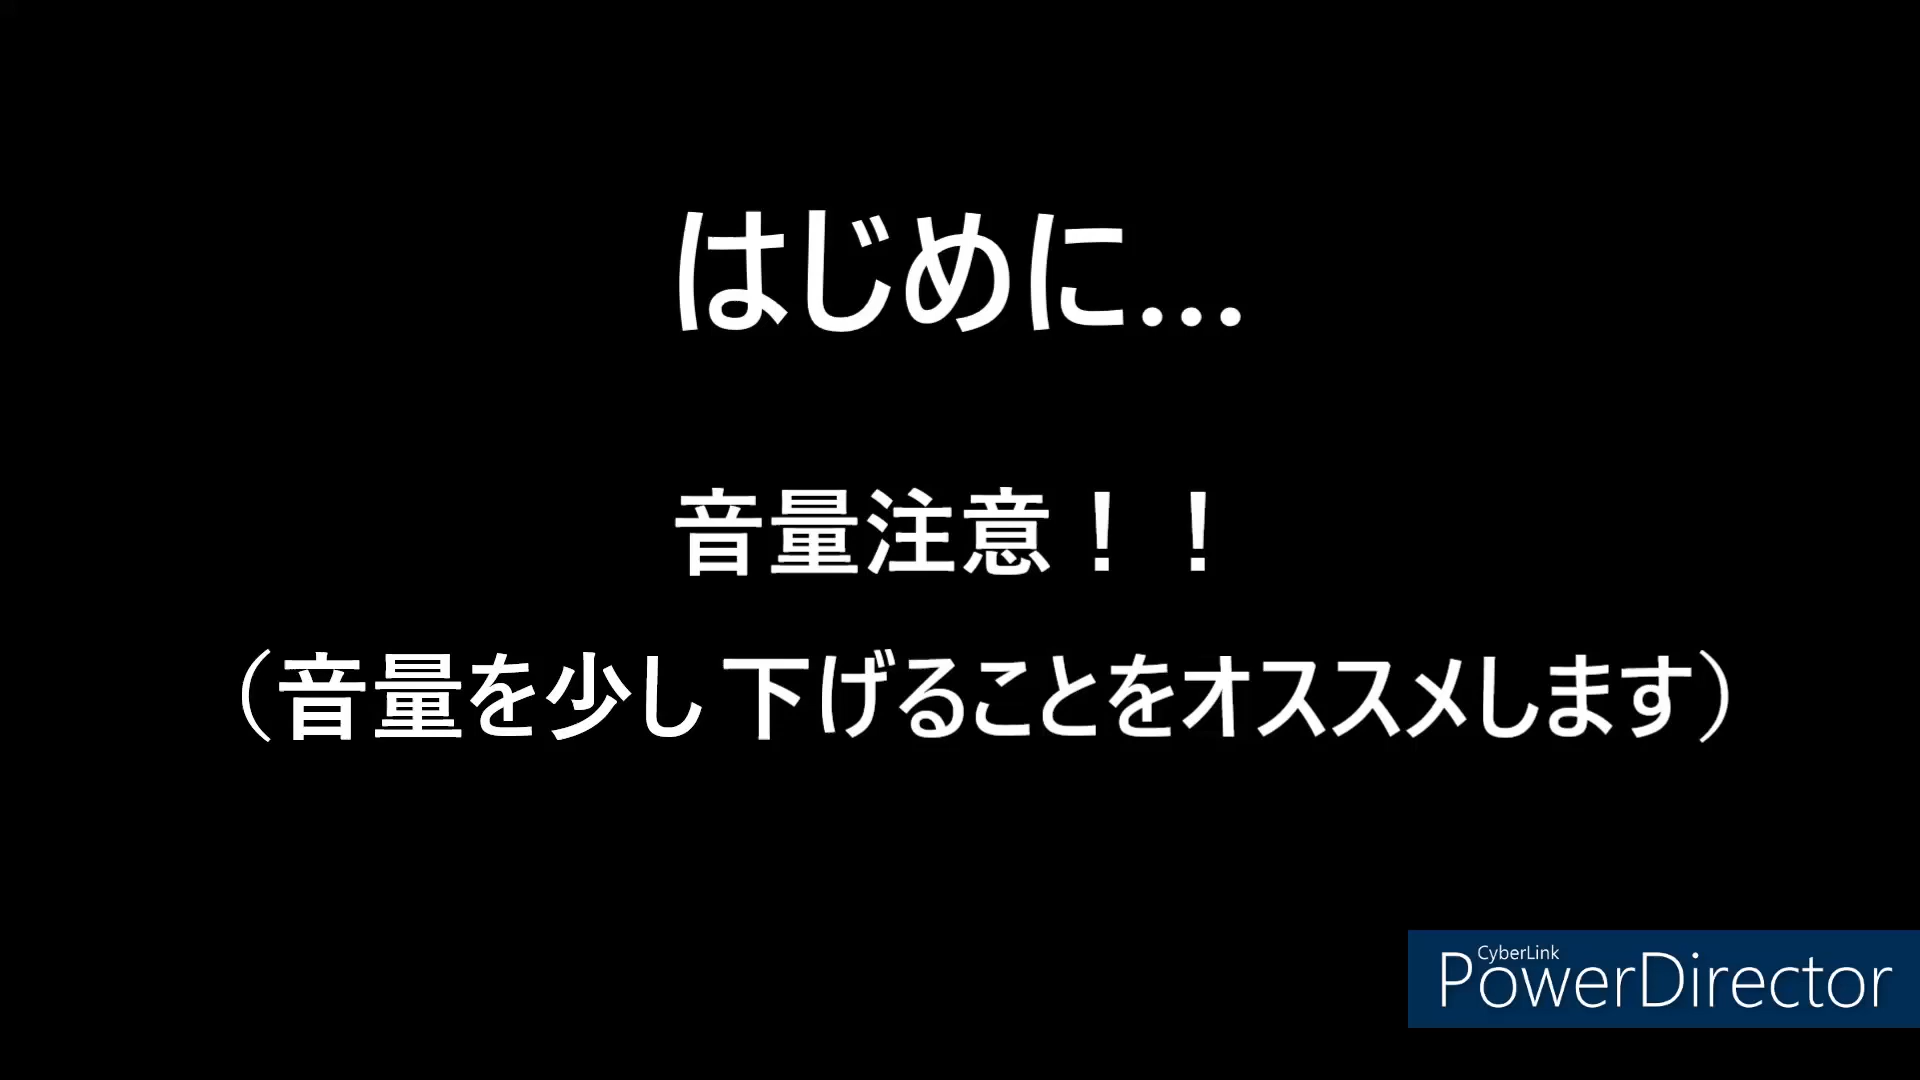 はじめに...
音量注意！！
（音量を少し下げることをオススメします）
CyberLink
PowerDirector